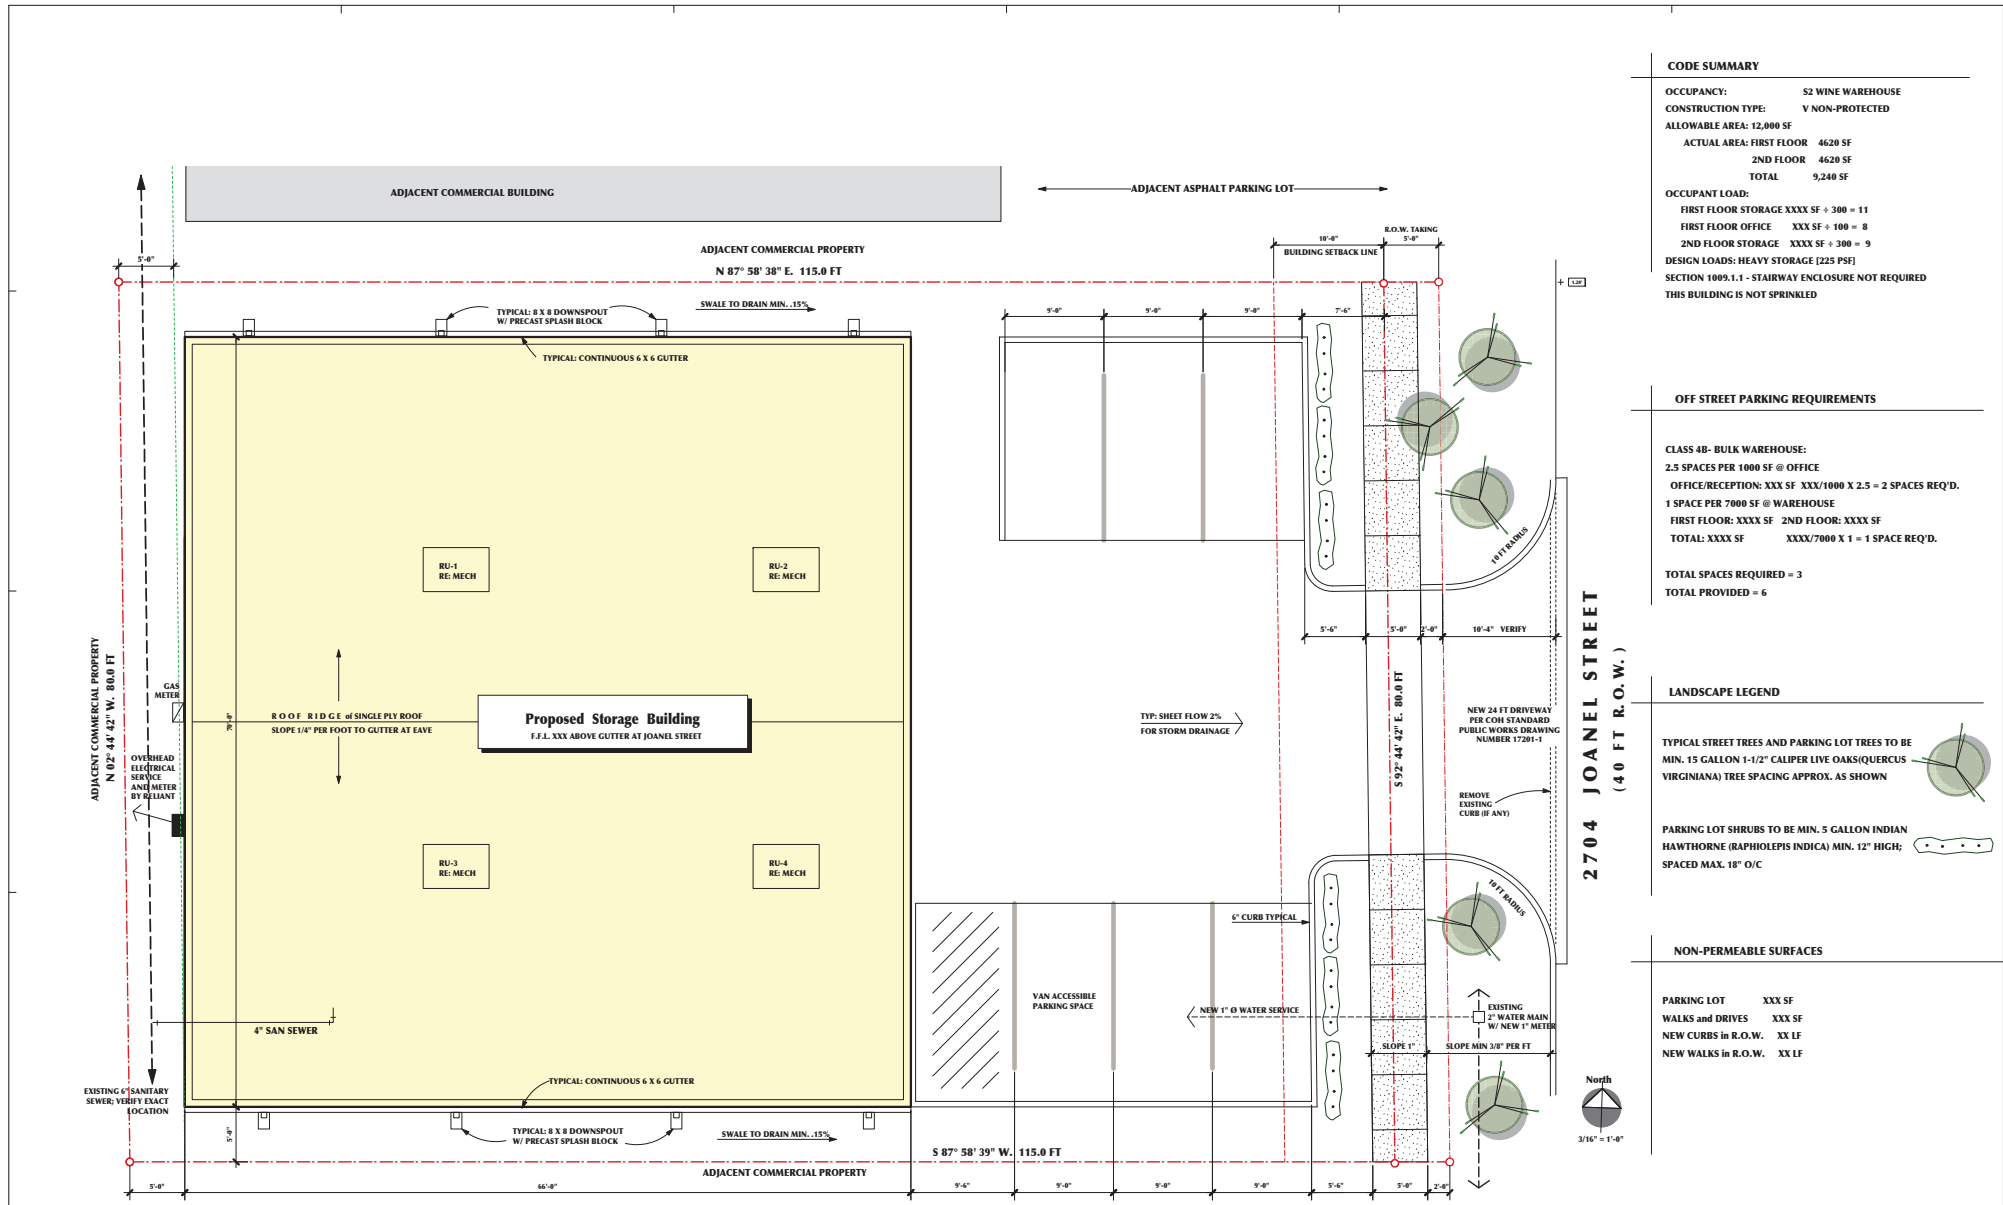 CODE SUMMARY
OCCUPANCY: S2 WINE WAREHOUSE
CONSTRUCTION TYPE: V NON-PROTECTED
ALLOWABLE AREA: 12,000 SF
ACTUAL AREA: FIRST FLOOR 4620 SF
2ND FLOOR 4620 SF
TOTAL 9,240 SF
OCCUPANT LOAD:
FIRST FLOOR STORAGE XXXX SF ÷ 300 = 11
FIRST FLOOR OFFICE XXX SF ÷ 100 = 8
2ND FLOOR STORAGE XXXX SF ÷ 300 = 9
DESIGN LOADS: HEAVY STORAGE [225 PSF]
SECTION 1009.1.1 - STAIRWAY ENCLOSURE NOT REQUIRED
THIS BUILDING IS NOT SPRINKLED
OFF STREET PARKING REQUIREMENTS
CLASS 4B- BULK WAREHOUSE:
2.5 SPACES PER 1000 SF @ OFFICE
OFFICE/RECEPTION: XXX SF XXX/1000 X 2.5 = 2 SPACES REQ'D.
1 SPACE PER 7000 SF @ WAREHOUSE
FIRST FLOOR: XXXX SF 2ND FLOOR: XXXX SF
TOTAL: XXXX SF XXXX/7000 X 1 = 1 SPACE REQ'D.
TOTAL SPACES REQUIRED = 3
TOTAL PROVIDED = 6
LANDSCAPE LEGEND
TYPICAL STREET TREES AND PARKING LOT TREES TO BE
MIN. 15 GALLON 1-1/2" CALIPER LIVE OAKS(QUERCUS
VIRGINIANA) TREE SPACING APPROX. AS SHOWN
PARKING LOT SHRUBS TO BE MIN. 5 GALLON INDIAN
HAWTHORNE (RAPHIOLEPIS INDICA) MIN. 12" HIGH;
SPACED MAX. 18" O/C
NON-PERMEABLE SURFACES
PARKING LOT XXX SF
WALKS and DRIVES XXX SF
NEW CURBS in R.O.W. XX LF
NEW WALKS in R.O.W. XX LF
ADJACENT COMMERCIAL BUILDING
ADJACENT ASPHALT PARKING LOT
R.O.W. TAKING
10'-0" 5'-0"
BUILDING SETBACK LINE
ADJACENT COMMERCIAL PROPERTY
5'-0"
N 87° 58' 38" E. 115.0 FT
1.20'
TYPICAL: 8 X 8 DOWNSPOUT
W/ PRECAST SPLASH BLOCK
SWALE TO DRAIN MIN. .15%
9'-0" 9'-0" 9'-0" 7'-6"
TYPICAL: CONTINUOUS 6 X 6 GUTTER
RU-1
RE: MECH
RU-2
RE: MECH
10 FT RADIUS
5'-6" 5'-0" 2'-0" 10'-4" VERIFY
ADJACENT COMMERCIAL PROPERTY
N 02° 44' 42" W. 80.0 FT
GAS
METER
70'-0"
ROOF RIDGE of SINGLE PLY ROOF
SLOPE 1/4" PER FOOT TO GUTTER AT EAVE
Proposed Storage Building
F.F.L. XXX ABOVE GUTTER AT JOANEL STREET
TYP: SHEET FLOW 2%
FOR STORM DRAINAGE
S 92° 44' 42" E. 80.0 FT
NEW 24 FT DRIVEWAY
PER COH STANDARD
PUBLIC WORKS DRAWING
NUMBER 17201-1
2704 JOANEL STREET
(40 FT R.O.W.)
OVERHEAD
ELECTRICAL
SERVICE
AND METER
BY RELIANT
REMOVE
EXISTING
CURB (IF ANY)
RU-3
RE: MECH
RU-4
RE: MECH
10 FT RADIUS
6" CURB TYPICAL
VAN ACCESSIBLE
PARKING SPACE
NEW 1" Ø WATER SERVICE
EXISTING
2" WATER MAIN
W/ NEW 1" METER
4" SAN SEWER
SLOPE 1"
SLOPE MIN 3/8" PER FT
EXISTING 6" SANITARY
SEWER; VERIFY EXACT
LOCATION
TYPICAL: CONTINUOUS 6 X 6 GUTTER
North
3/16" = 1'-0"
5'-0"
TYPICAL: 8 X 8 DOWNSPOUT
W/ PRECAST SPLASH BLOCK
SWALE TO DRAIN MIN. .15%
S 87° 58' 39" W. 115.0 FT
ADJACENT COMMERCIAL PROPERTY
5'-0" 66'-0" 9'-6" 9'-0" 9'-0" 9'-0" 5'-6" 5'-0" 2'-0"